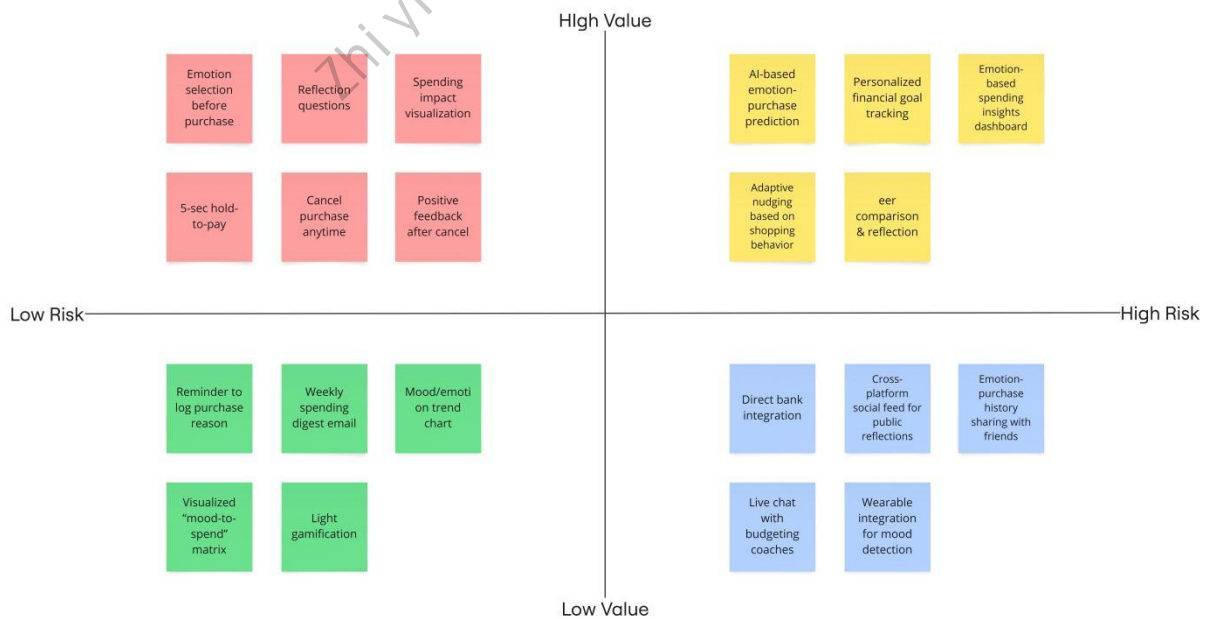 Zhi yi
HIgh Value
Emotion
selection
before
purchase
Reflection
questions
Spending
impact
visualization
AI-based
emotion-
purchase
prediction
Personalized
financial goal
tracking
Emotion-
based
spending
insights
dashboard
5-sec hold-
to-pay
Cancel
purchase
anytime
Positive
feedback
after cancel
Adaptive
nudging
based on
shopping
behavior
eer
comparison
& reflection
Low Risk
High Risk
Reminder to
log purchase
reason
Weekly
spending
digest email
Mood/emoti
on trend
chart
Direct bank
integration
Cross-
platform
social feed for
public
reflections
Emotion-
purchase
history
sharing with
friends
Visualized
“mood-to-
spend”
matrix
Light
gamification
Live chat
with
budgeting
coaches
Wearable
integration
for mood
detection
Low Value